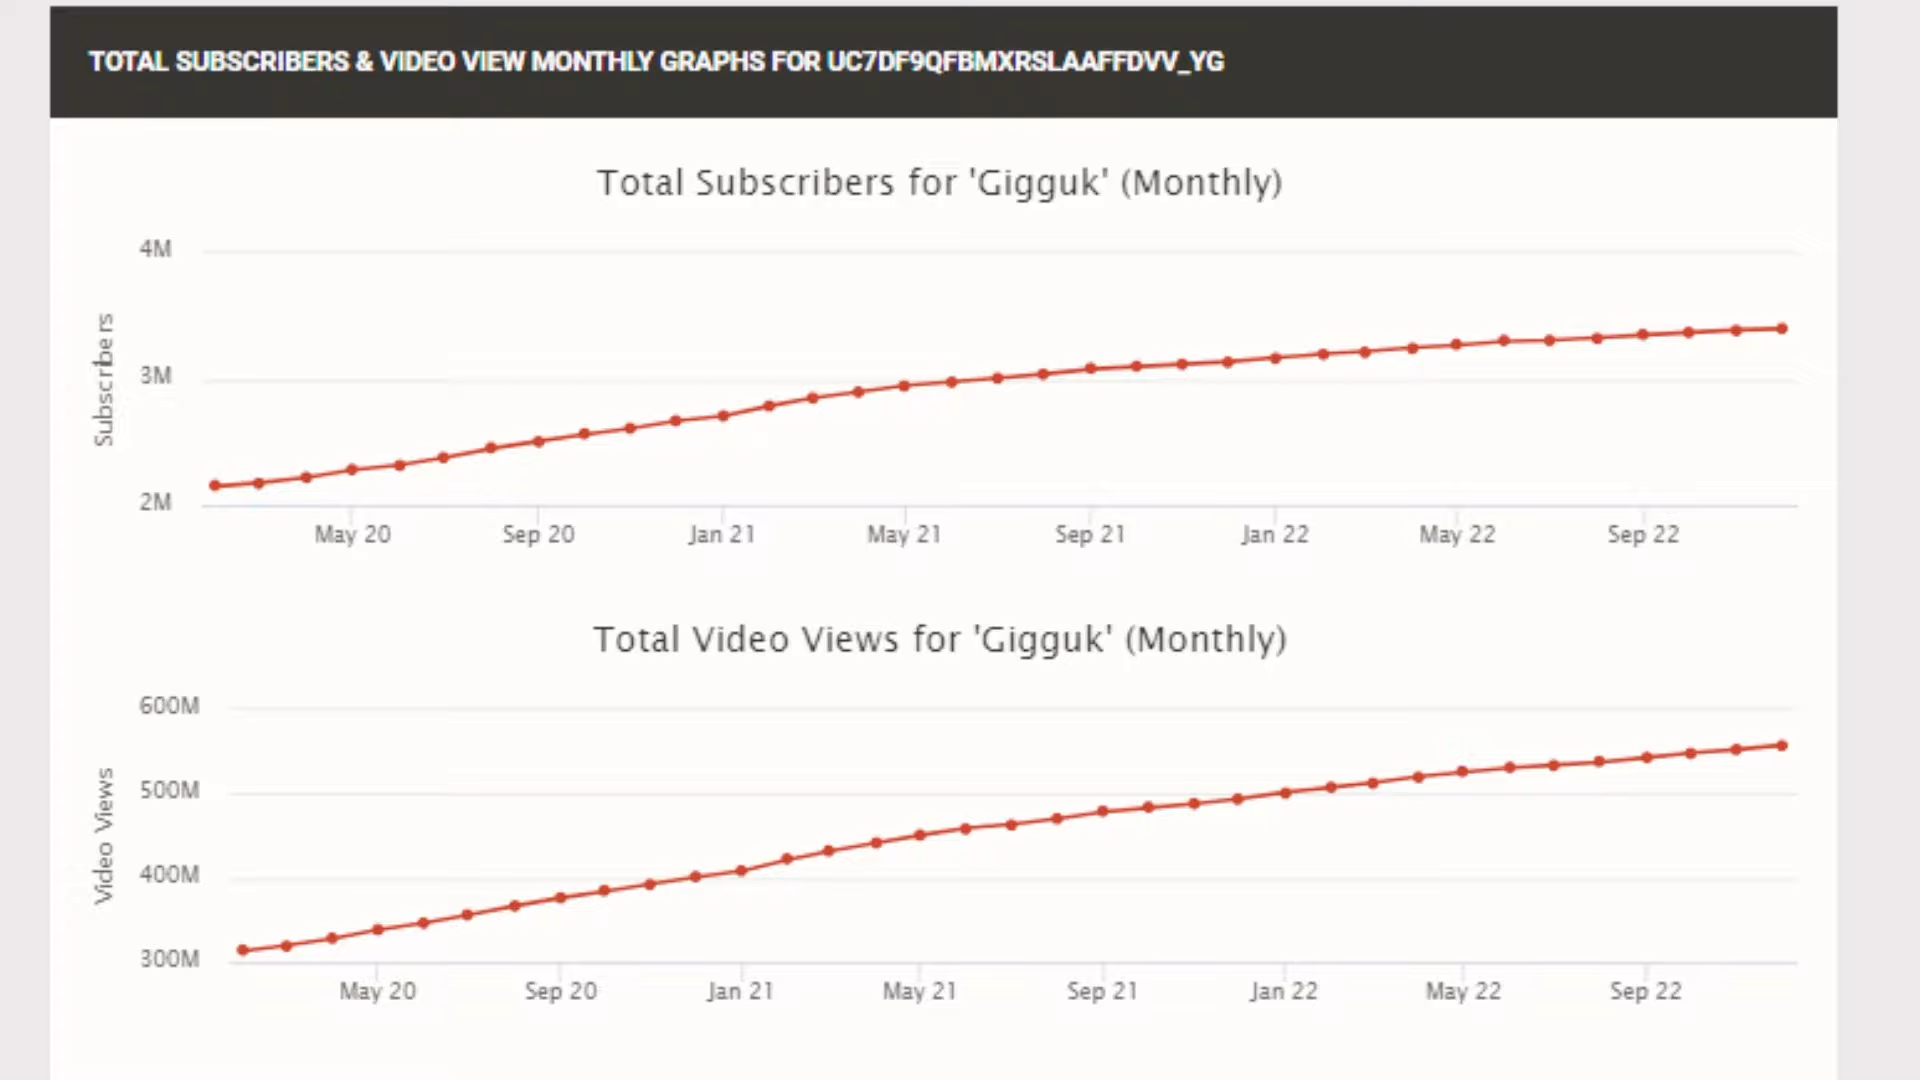 TOTAL SUBSCRIBERS & VIDEO VIEW MONTHLY GRAPHS FOR UC7DF9QFBMXRSLAAFFDVV_YG
Total Subscribers for 'Gigguk' (Monthly)
4M
3M
2M
Subscribers
May 20 Sep 20 Jan 21 May 21 Sep 21 Jan 22 May 22 Sep 22
Total Video Views for 'Gigguk' (Monthly)
600M
500M
400M
300M
Video Views
May 20 Sep 20 Jan 21 May 21 Sep 21 Jan 22 May 22 Sep 22